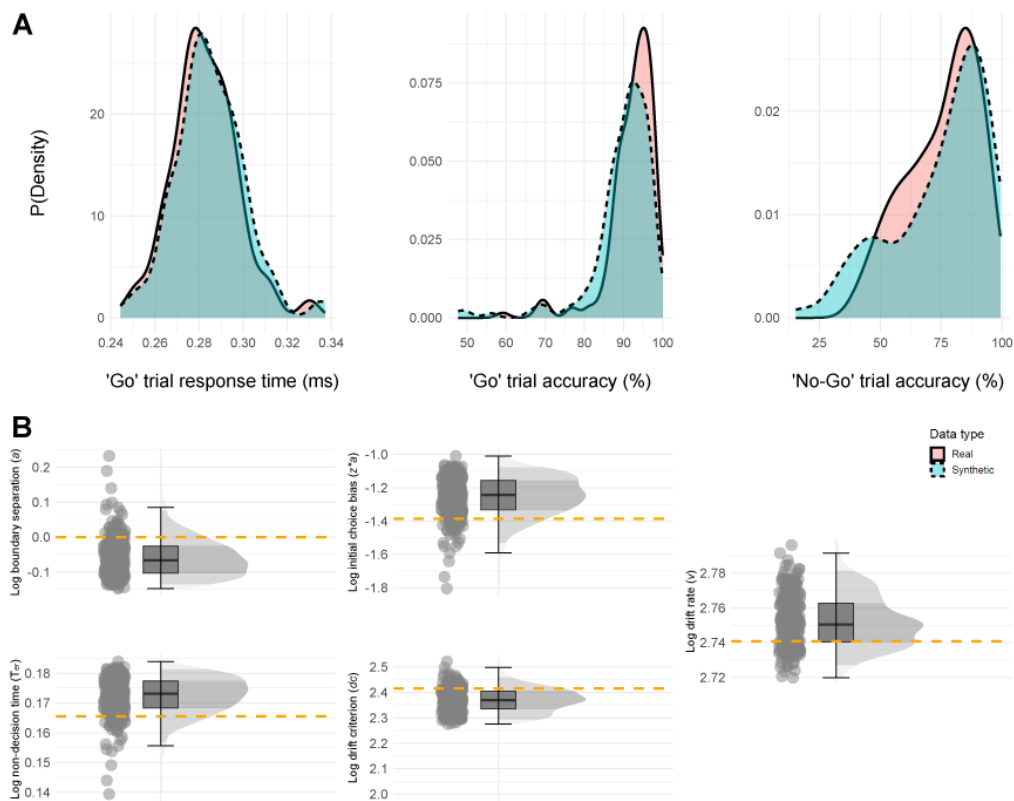 A
P(Density)
20
10
0
0.24 0.26 0.28 0.30 0.32 0.34
'Go' trial response time (ms)
0.075
0.050
0.025
0.000
50 60 70 80 90 100
'Go' trial accuracy (%)
0.02
0.01
0.00
25 50 75 100
'No-Go' trial accuracy (%)
B
Data type
Real
Synthetic
Log boundary separation (a)
0.2
0.1
0.0
-0.1
Log initial choice bias (z*a)
-1.0
-1.2
-1.4
-1.6
-1.8
Log drift rate (v)
2.78
2.76
2.74
2.72
Log non-decision time (Ter)
0.18
0.17
0.16
0.15
0.14
Log drift criterion (dc)
2.5
2.4
2.3
2.2
2.1
2.0